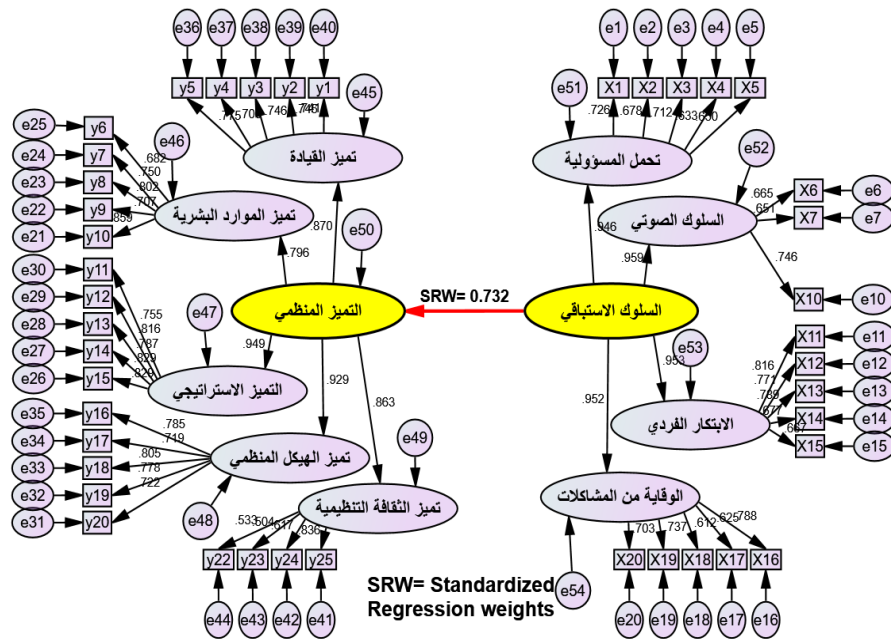 e36 e37 e38 e39 e40
y5 y4 y3 y2 y1
e45
.775 .746 .745
تميز القيادة
e25 y6
e24 y7
e23 y8
e22 y9
e21 y10
e46
.682
.750
.802
.707
.859
تميز الموارد البشرية
.796
.870
e50
e30 y11
e29 y12
e28 y13
e27 y14
e26 y15
.755
.816
.787
.829
e47
التميز الاستراتيجي
.949
التميز المنظمي
.929
.863
e35 y16
e34 y17
e33 y18
e32 y19
e31 y20
.785
.719
.805
.778
.722
تميز الهيكل المنظمي
e48
e49
تميز الثقافة التنظيمية
.533 .504 .617 .836
y22 y23 y24 y25
e44 e43 e42 e41
SRW= 0.732
e1 e2 e3 e4 e5
X1 X2 X3 X4 X5
e51
.726 .678 .712 .633
تحمل المسؤولية
.946
e52
السلوك الصوتي
.959
.665
.651
.746
X6 e6
X7 e7
X10 e10
السلوك الاستباقي
.953
.952
e53
الابتكار الفردي
.816
.771
.677
X11 e11
X12 e12
X13 e13
X14 e14
X15 e15
الوقاية من المشاكلات
.703 .737 .612 .625 .788
X20 X19 X18 X17 X16
e54
e20 e19 e18 e17 e16
SRW= Standardized
Regression weights